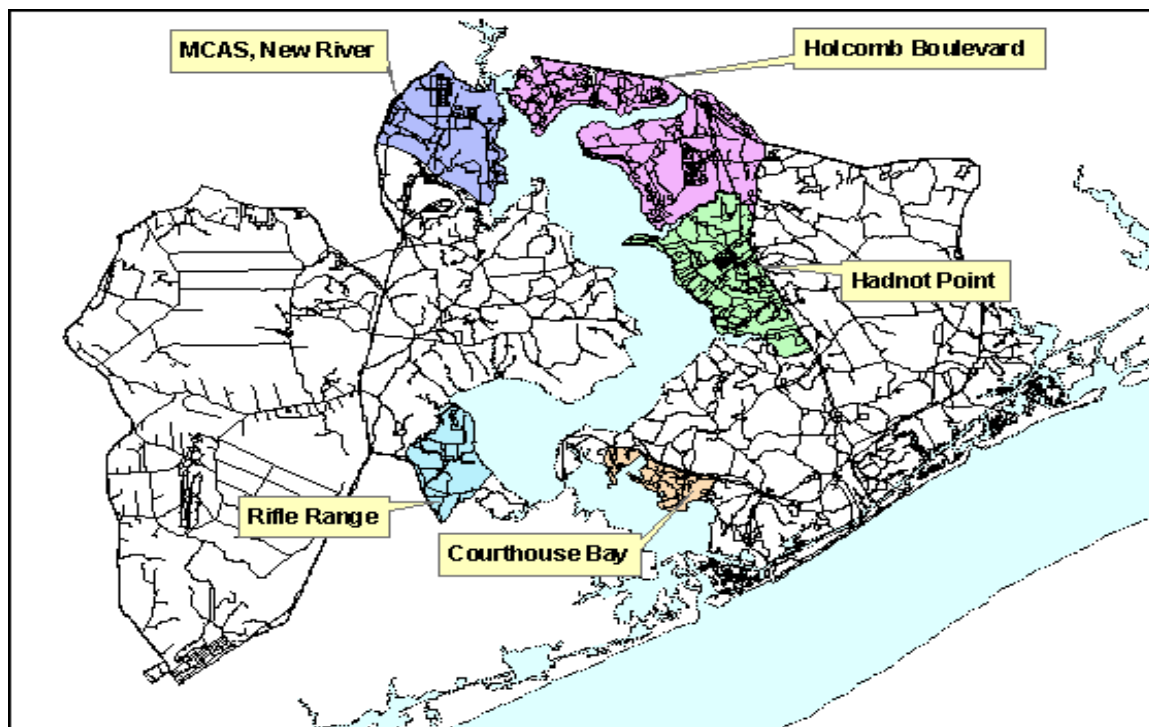 MCAS, New River
Holcomb Boulevard
Hadnot Point
Rifle Range
Courthouse Bay